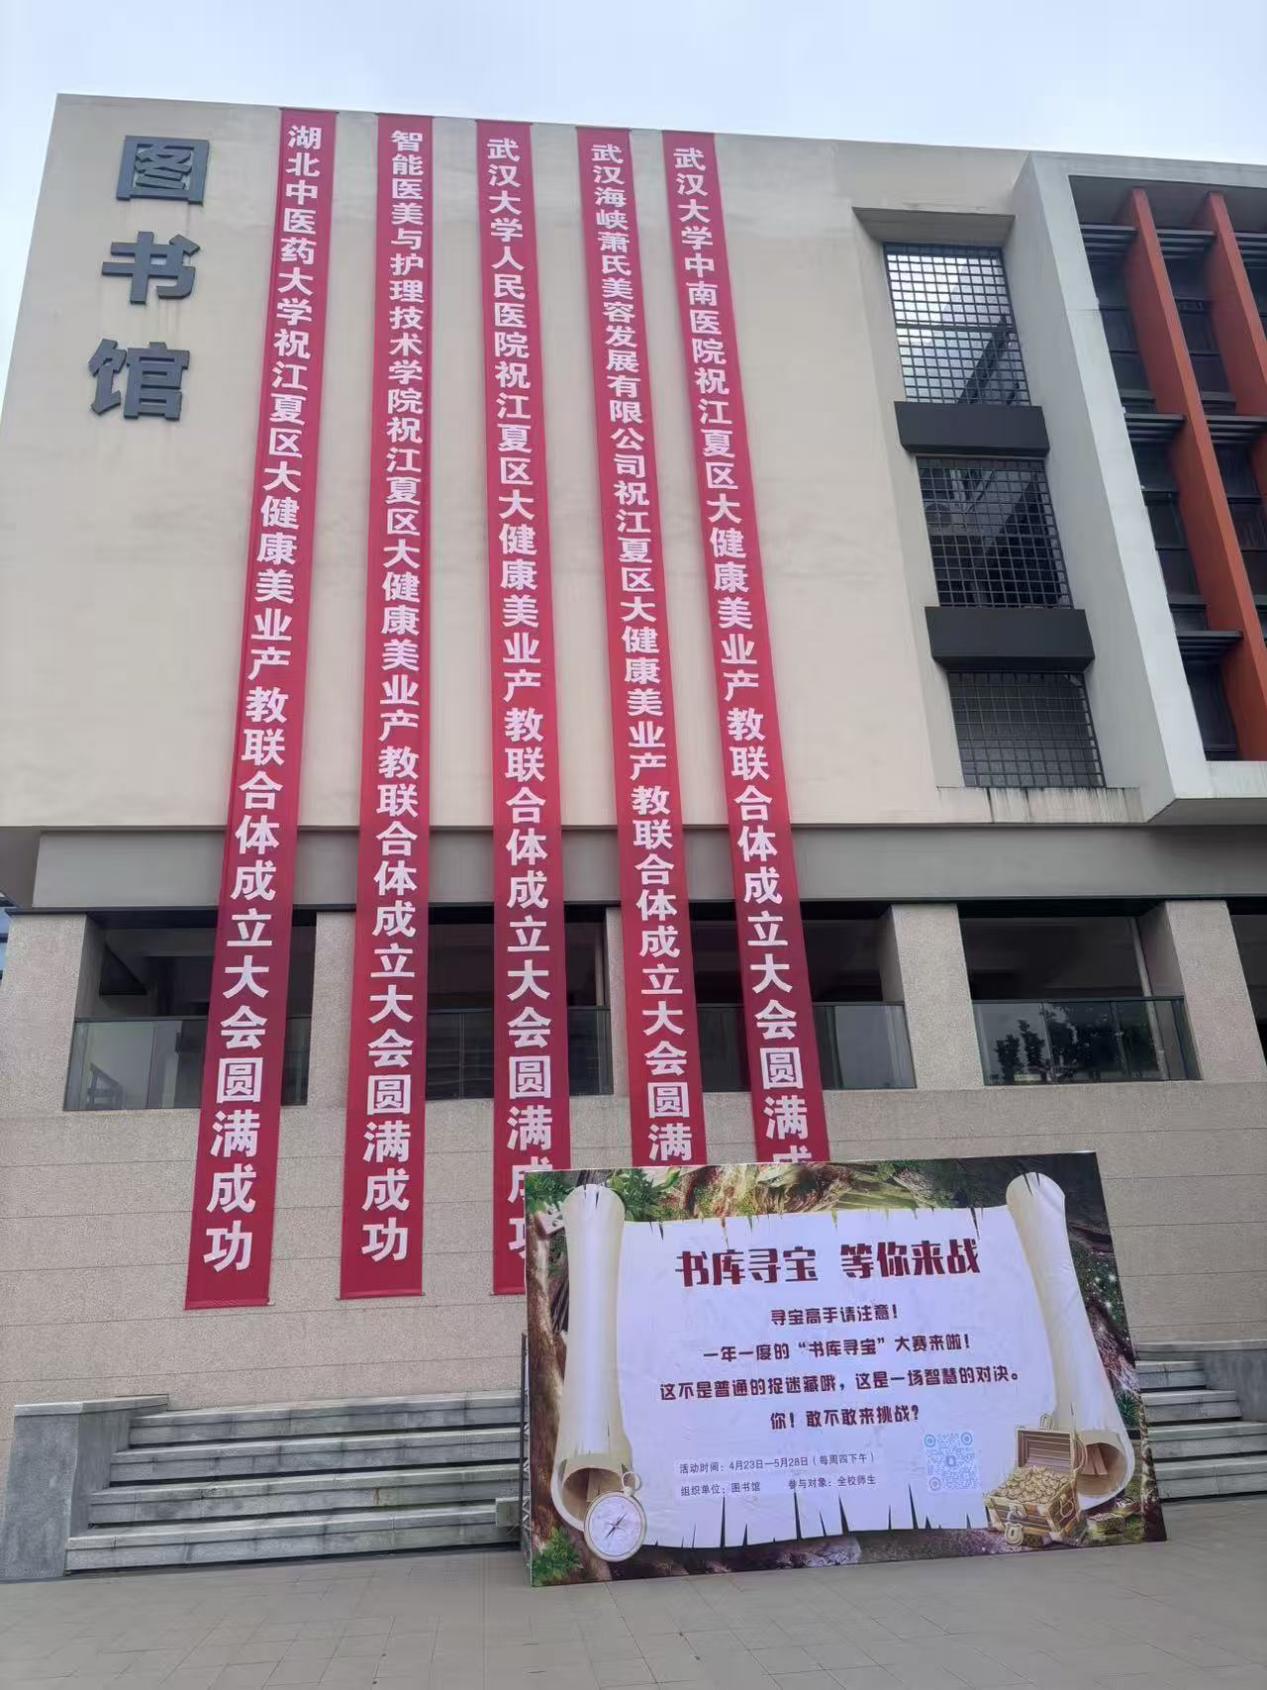 图书馆
湖北中医药大学祝江夏区大健康美业产教联合体成立大会圆满成功
智能医美与护理技术学院祝江夏区大健康美业产教联合体成立大会圆满成功
武汉大学人民医院祝江夏区大健康美业产教联合体成立大会圆满成功
武汉海峡萧氏美容发展有限公司祝江夏区大健康美业产教联合体成立大会圆满
武汉大学中南医院祝江夏区大健康美业产教联合体成立大会圆满成
书库寻宝 等你来战
寻宝高手请注意！
一年一度的“书库寻宝”大赛来啦！
这不是普通的捉迷藏哦，这是一场智慧的对决。
你！敢不敢来挑战？
活动时间：4月23日—5月28日（每周四下午）
组织单位：图书馆 参与对象：全校师生